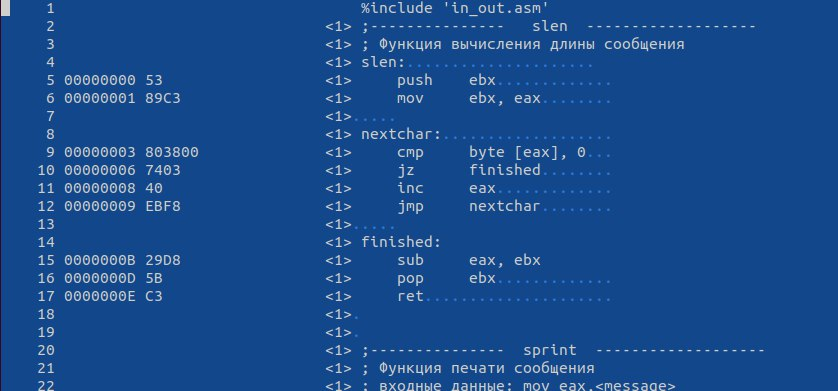 1 %include 'in_out.asm'
2 <1> ;--------------- slen -------------------
3 <1> ; Функция вычисления длины сообщения
4 <1> slen:.....................
5 00000000 53 <1> push ebx.............
6 00000001 89C3 <1> mov ebx, eax........
7 <1>.....
8 <1> nextchar:...................
9 00000003 803800 <1> cmp byte [eax], 0...
10 00000006 7403 <1> jz finished........
11 00000008 40 <1> inc eax.............
12 00000009 EBF8 <1> jmp nextchar........
13 <1>.....
14 <1> finished:
15 0000000B 29D8 <1> sub eax, ebx
16 0000000D 5B <1> pop ebx.............
17 0000000E C3 <1> ret.....................
18 <1>.
19 <1>.
20 <1> ;--------------- sprint -------------------
21 <1> ; Функция печати сообщения
22 <1> ; входные данные: mov eax,<message>